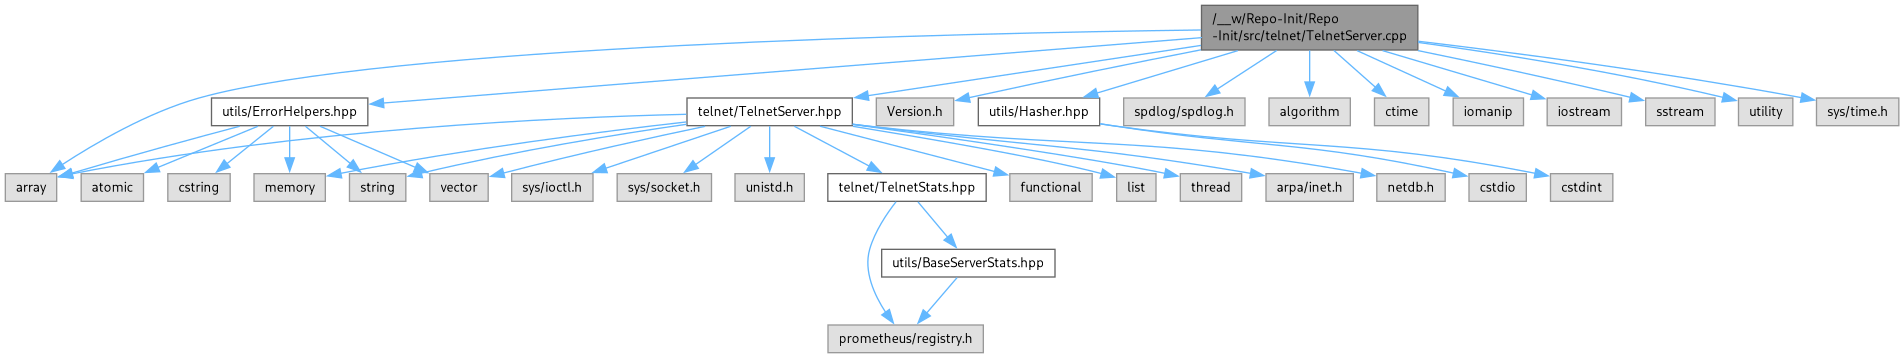 /__w/Repo-Init/Repo
-Init/src/telnet/TelnetServer.cpp
utils/ErrorHelpers.hpp
telnet/TelnetServer.hpp
Version.h
utils/Hasher.hpp
spdlog/spdlog.h
algorithm
ctime
iomanip
iostream
sstream
utility
sys/time.h
array
atomic
cstring
memory
string
vector
sys/ioctl.h
sys/socket.h
unistd.h
telnet/TelnetStats.hpp
functional
list
thread
arpa/inet.h
netdb.h
cstdio
cstdint
utils/BaseServerStats.hpp
prometheus/registry.h